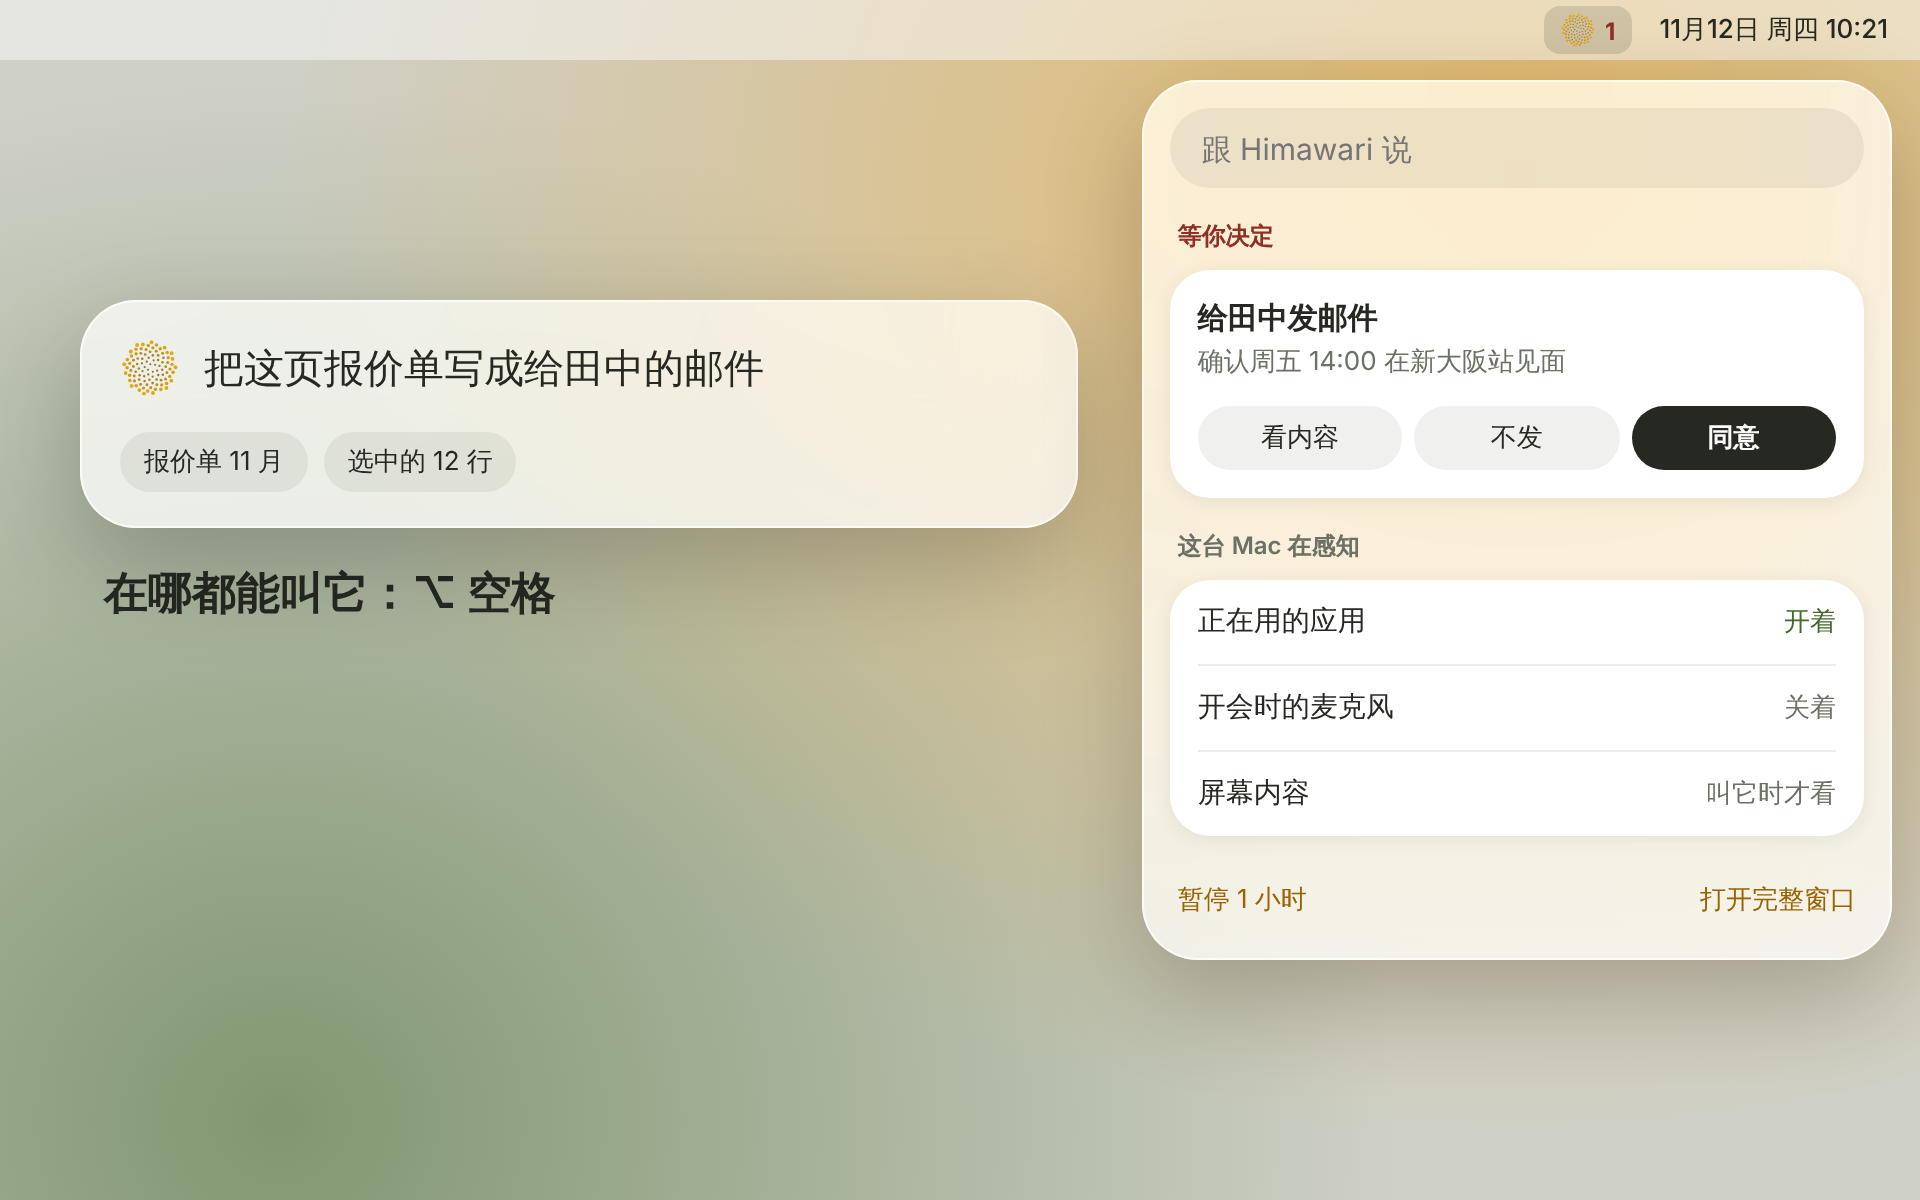 1 11月12日 周四 10:21
把这页报价单写成给田中的邮件
报价单 11 月 选中的 12 行
在哪都能叫它：⌥ 空格
跟 Himawari 说
等你决定
给田中发邮件
确认周五 14:00 在新大阪站见面
看内容 不发 同意
这台 Mac 在感知
正在用的应用 开着
开会时的麦克风 关着
屏幕内容 叫它时才看
暂停 1 小时 打开完整窗口